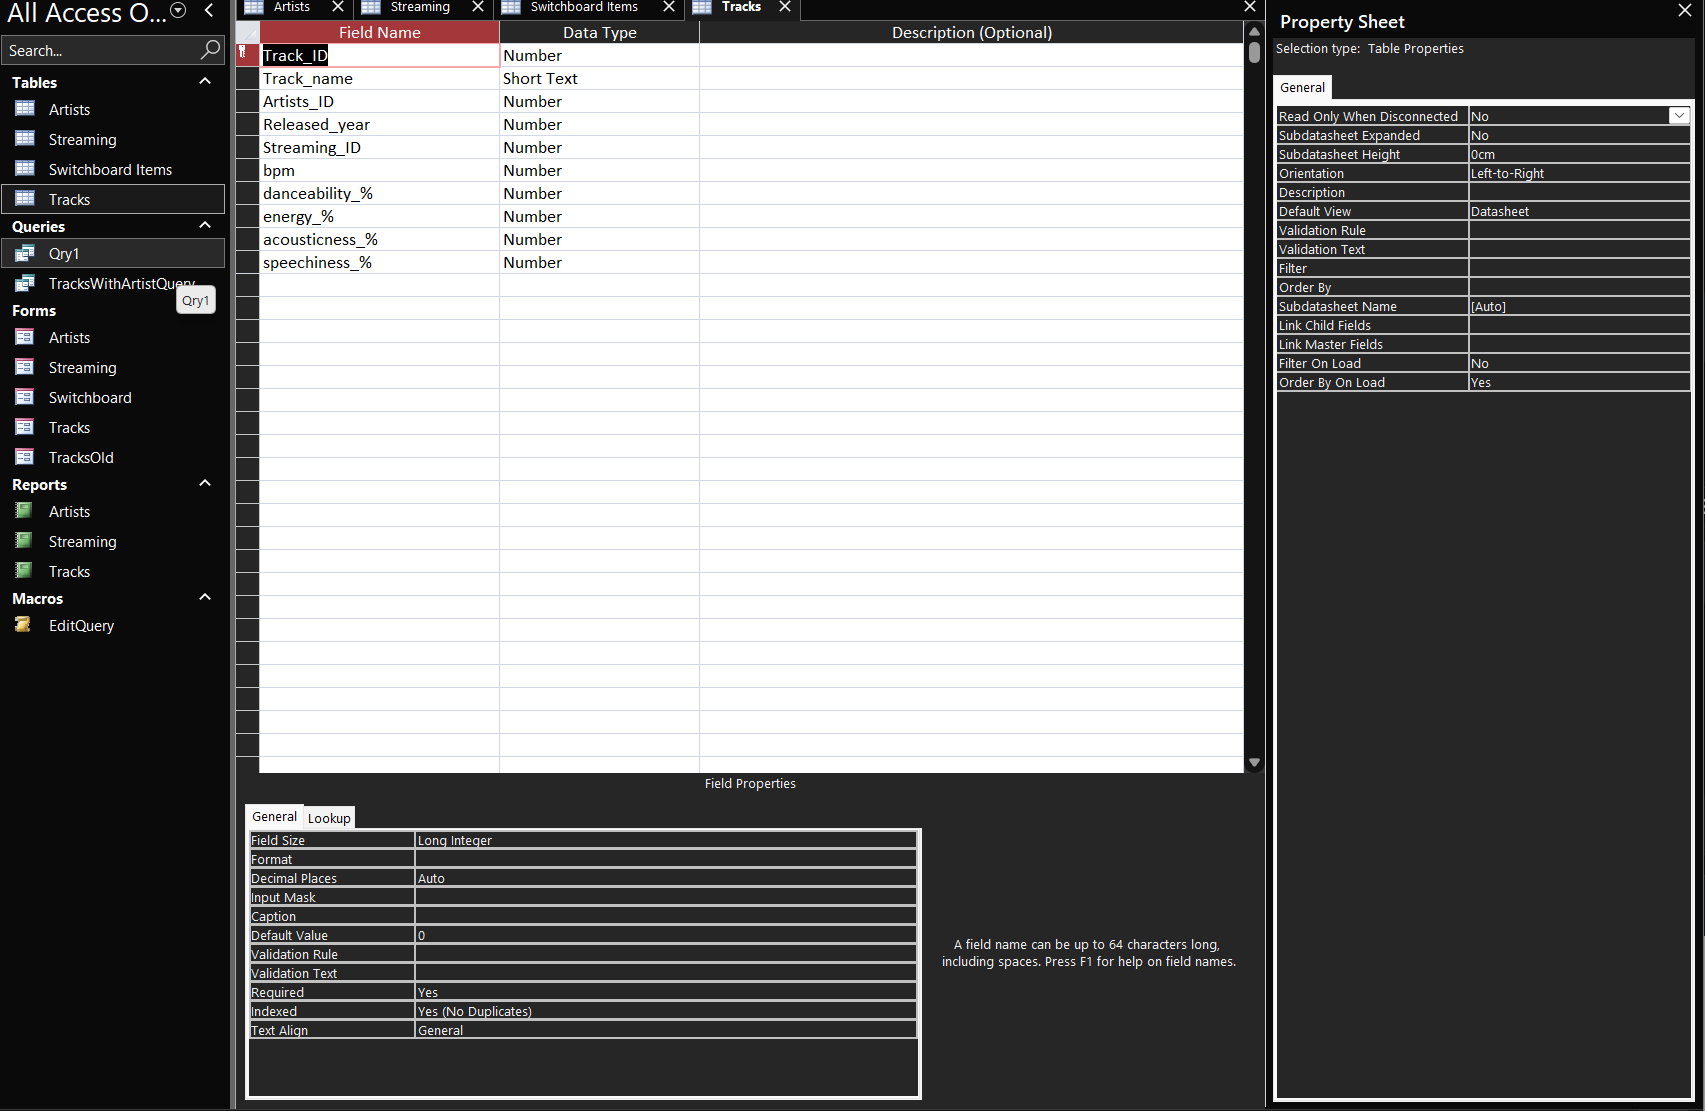 All Access O...
Search...
Tables
Artists
Streaming
Switchboard Items
Tracks
Queries
Qry1
TracksWithArtistQuery
Qry1
Forms
Artists
Streaming
Switchboard
Tracks
TracksOld
Reports
Artists
Streaming
Tracks
Macros
EditQuery
Artists Streaming Switchboard Items Tracks
Field Name Data Type Description (Optional)
Track_ID Number
Track_name Short Text
Artists_ID Number
Released_year Number
Streaming_ID Number
bpm Number
danceability_% Number
energy_% Number
acousticness_% Number
speechiness_% Number
Field Properties
General Lookup
Field Size Long Integer
Format
Decimal Places Auto
Input Mask
Caption
Default Value 0
Validation Rule
Validation Text
Required Yes
Indexed Yes (No Duplicates)
Text Align General
A field name can be up to 64 characters long,
including spaces. Press F1 for help on field names.
Property Sheet
Selection type: Table Properties
General
Read Only When Disconnected No
Subdatasheet Expanded No
Subdatasheet Height 0cm
Orientation Left-to-Right
Description
Default View Datasheet
Validation Rule
Validation Text
Filter
Order By
Subdatasheet Name [Auto]
Link Child Fields
Link Master Fields
Filter On Load No
Order By On Load Yes